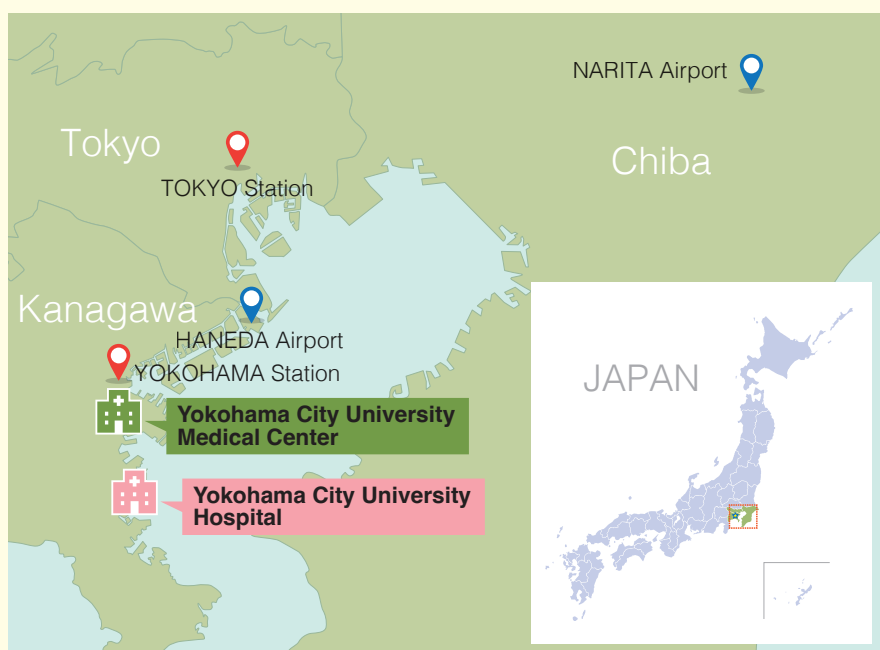 NARITA Airport
Tokyo
Chiba
TOKYO Station
Kanagawa
HANEDA Airport
YOKOHAMA Station
JAPAN
Yokohama City University
Medical Center
Yokohama City University
Hospital